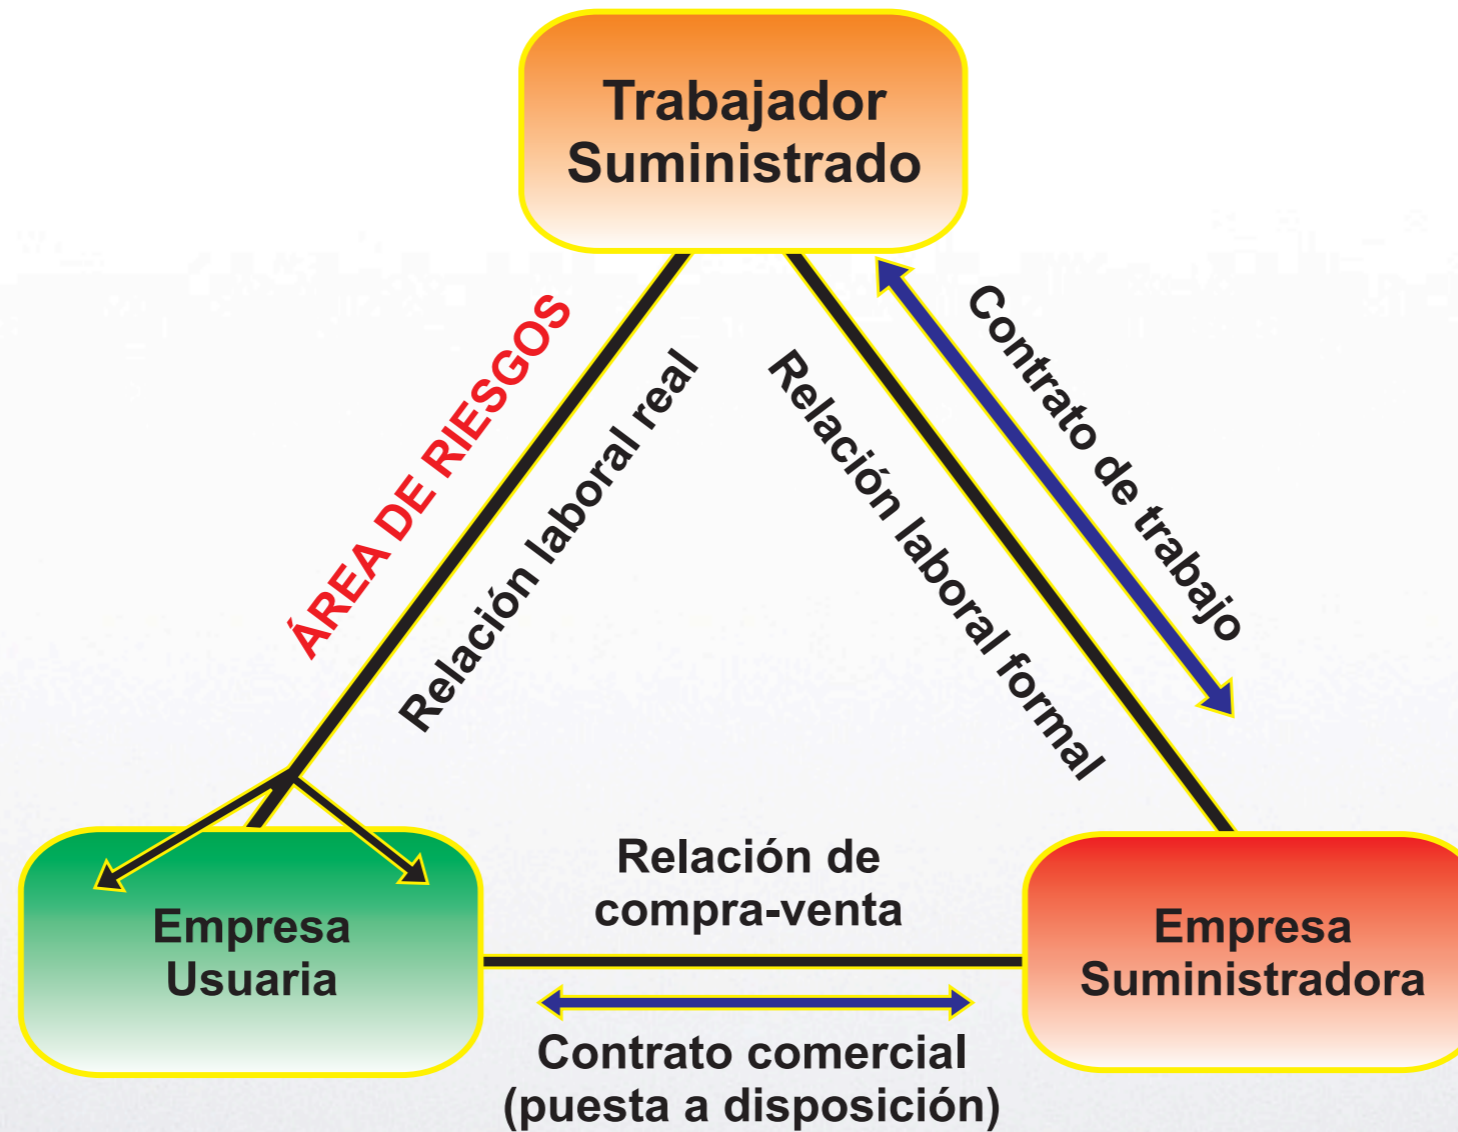 Trabajador
Suministrado
ÁREA DE RIESGOS
Relación laboral real
Relación laboral formal
Contrato de trabajo
Relación de
compra-venta
Empresa
Usuaria
Empresa
Suministradora
Contrato comercial
(puesta a disposición)